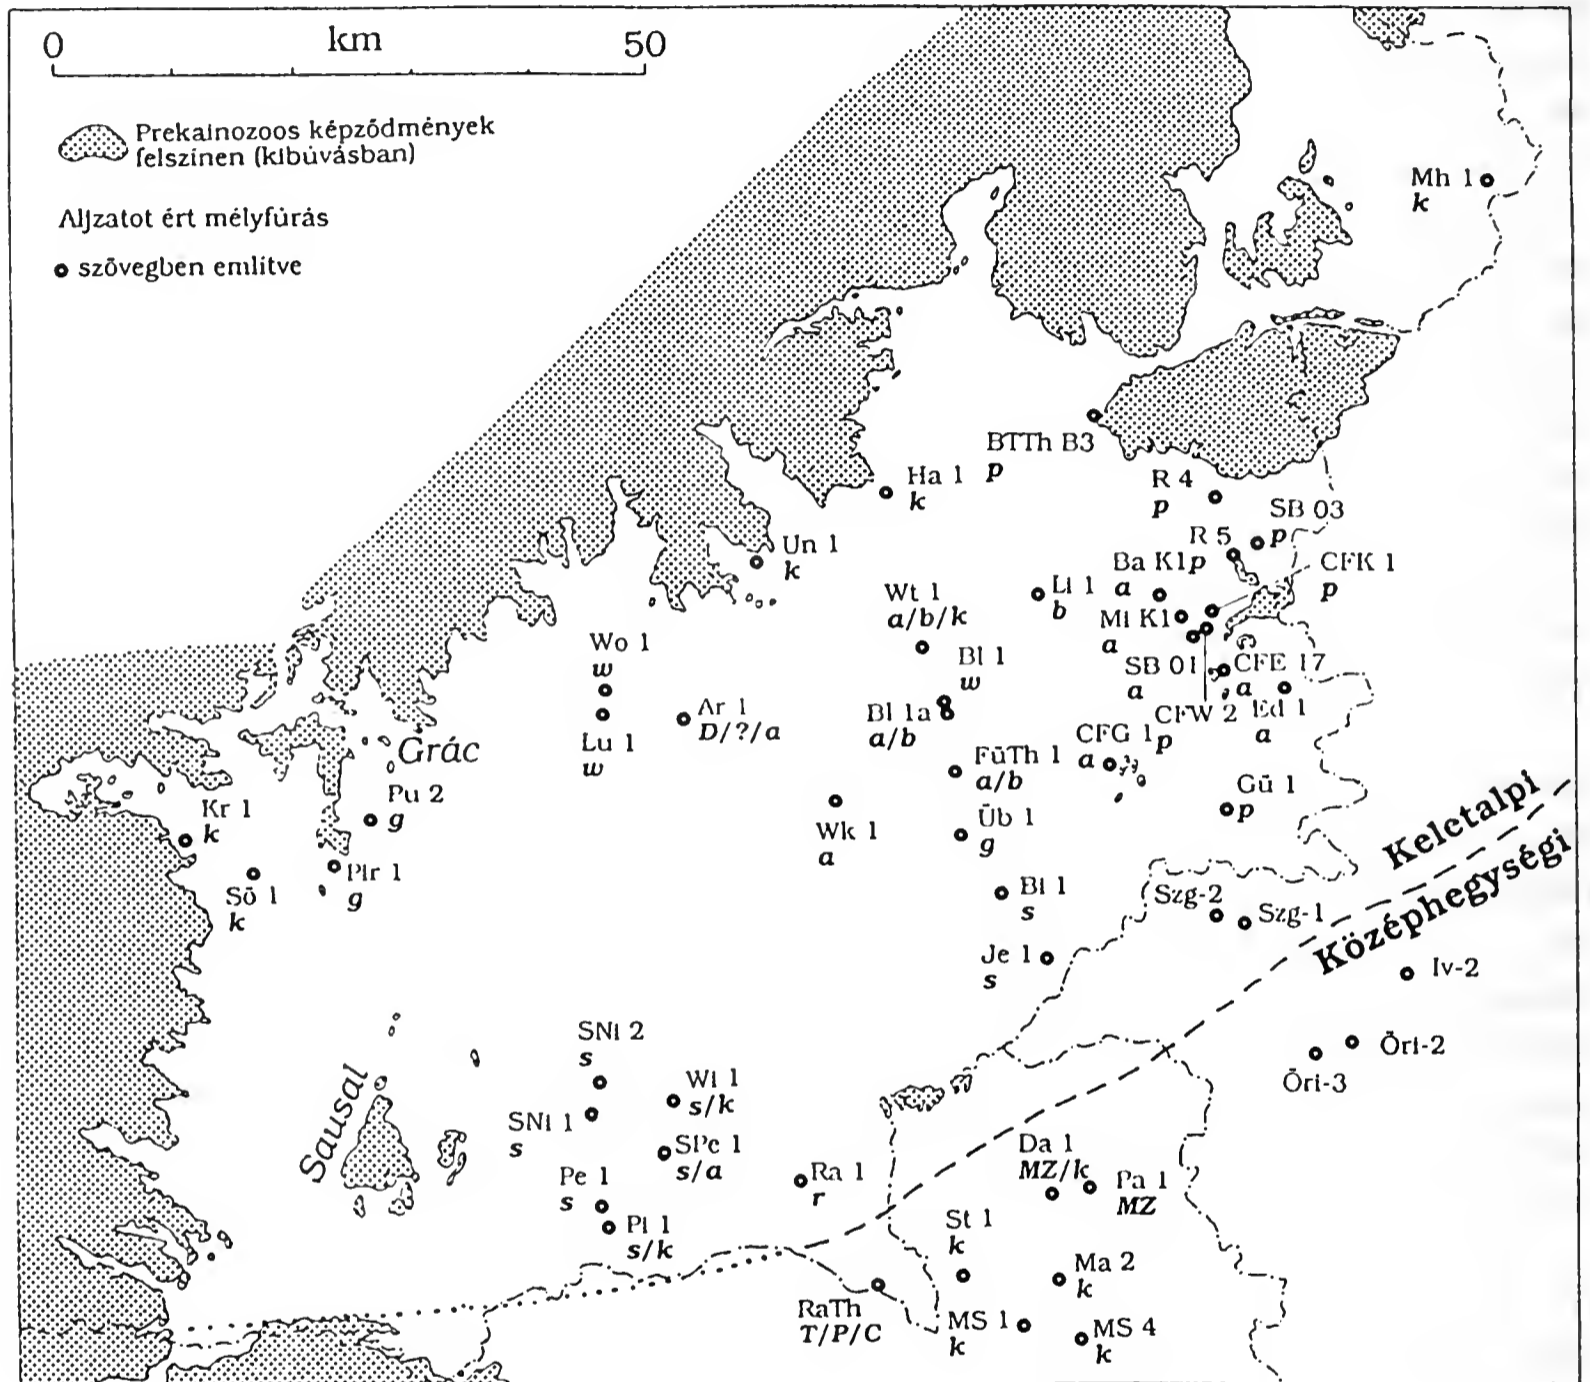 0 km 50
Prekainozoos képződmények
felszínen (kibúvásban)
Aljzatot ért mélyfúrás
szövegben említve
Mh 1
k
BTTh B3
p
Ha 1
k
R 4
p
SB 03
p
R 5
p
Un 1
k
Ba K1
a
CFK 1
p
Wt 1
a/b/k
Li 1
b
Mi K1
a
Wo 1
w
Bl 1
w
SB 01
a
CFE 17
a
Ar 1
D/?/a
Bl 1a
a/b
CFW 2
p
Ed 1
a
Lu 1
w
Grác
CFG 1
a
FüTh 1
a/b
Pu 2
g
Gü 1
p
Kr 1
k
Wk 1
a
Üb 1
g
Keletalpi
Középhegységi
Plr 1
g
Sö 1
k
Bl 1
s
Szg-2
Szg-1
Je 1
s
Iv-2
SNi 2
s
Őri-2
Őri-3
Wi 1
s/k
Sausal
SNi 1
s
SPc 1
s/a
Da 1
MZ/k
Pa 1
MZ
Pe 1
s
Ra 1
r
Pl 1
s/k
St 1
k
Ma 2
k
RaTh
T/P/C
MS 1
k
MS 4
k